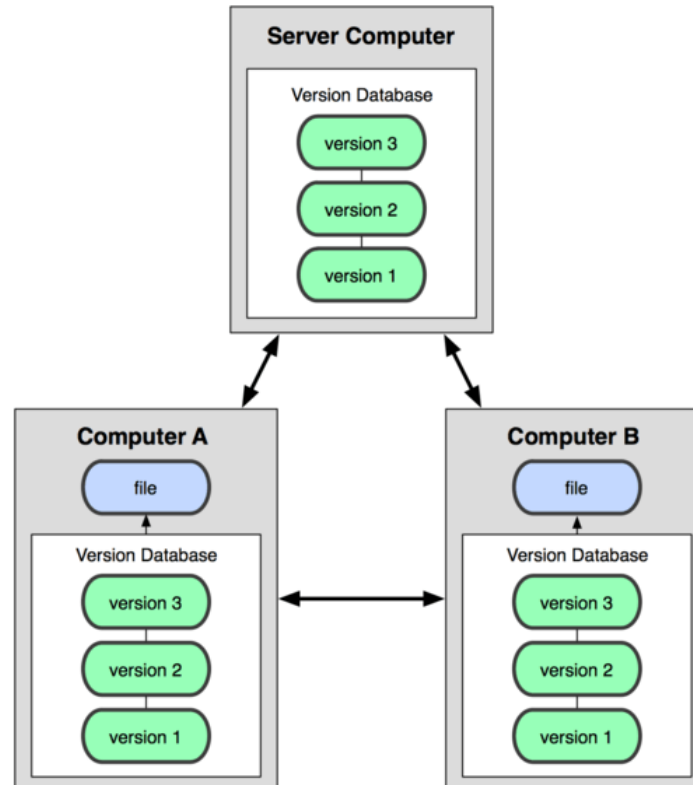 Server Computer
Version Database
version 3
version 2
version 1
Computer A
file
Version Database
version 3
version 2
version 1
Computer B
file
Version Database
version 3
version 2
version 1